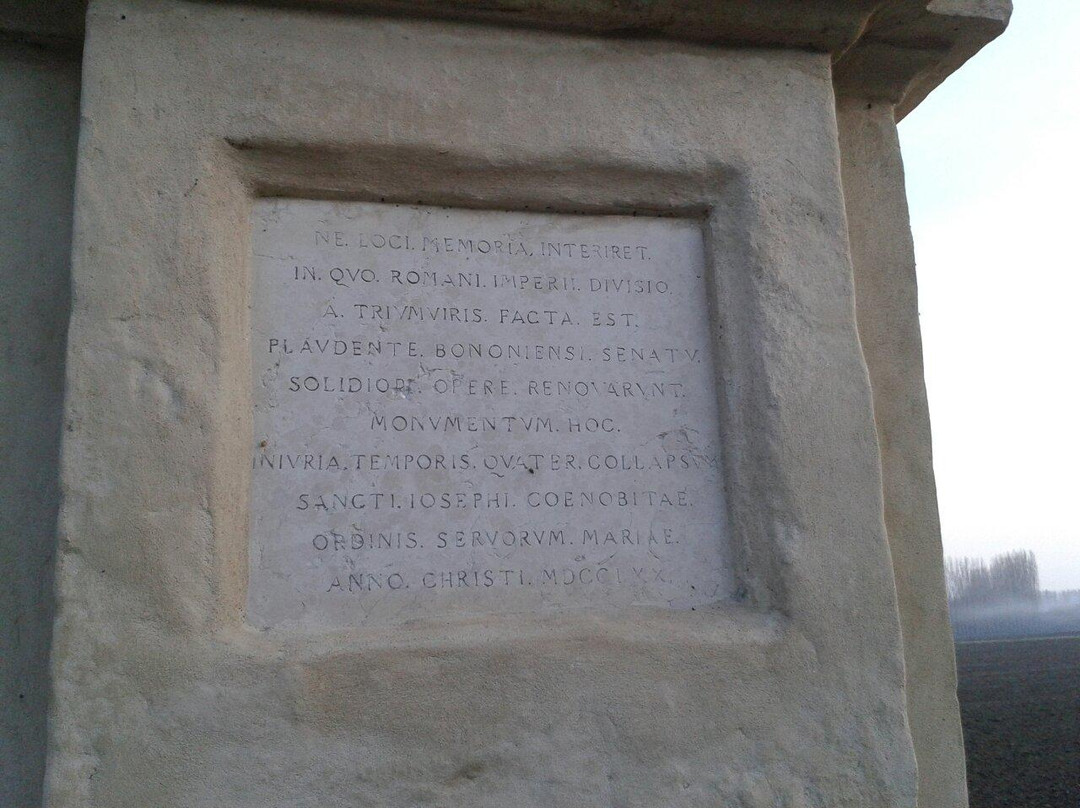 NE. LOCI. MEMORIA. INTERIRET.
IN. QVO. ROMANI. IMPERII. DIVISIO.
A. TRIVMVIRIS. FACTA. EST.
PLAVDENTE. BONONIENSI. SENATV.
SOLIDIORE. OPERE. RENOVARVNT.
MONVMENTVM. HOC.
INIVRIA. TEMPORIS. QVATER. COLLAPSVM
SANCTI. IOSEPHI. COENOBITAE.
ORDINIS. SERVORVM. MARIAE.
ANNO. CHRISTI. MDCCLXX.